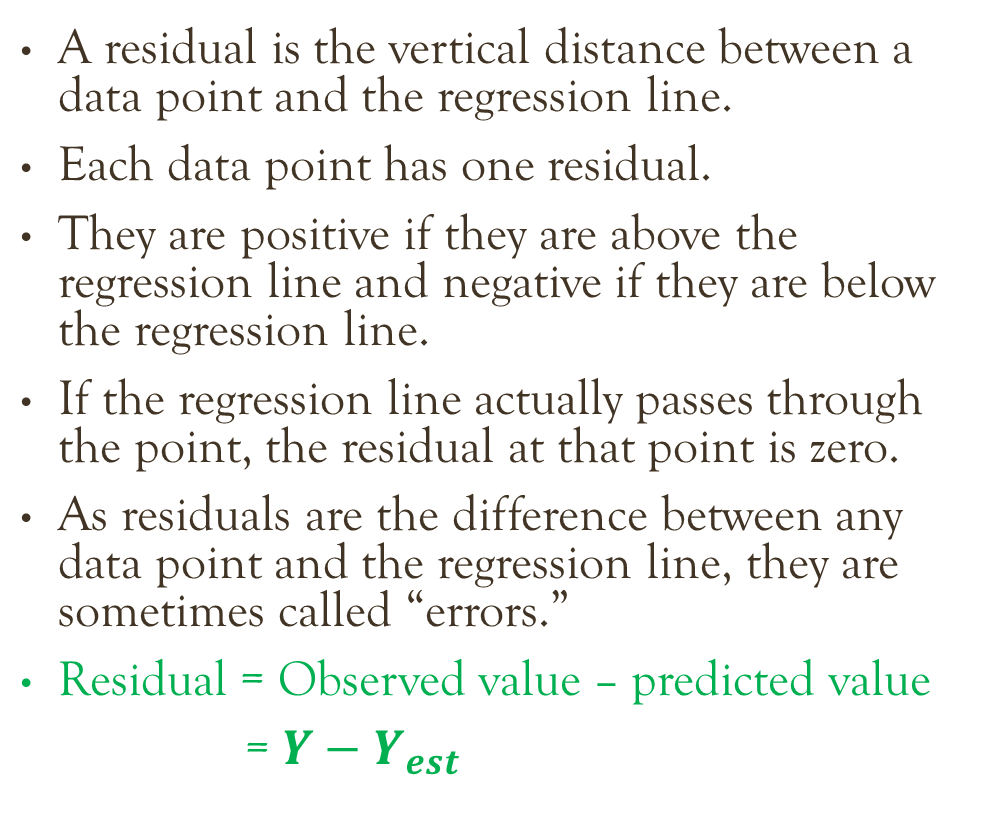 • A residual is the vertical distance between a
data point and the regression line.
• Each data point has one residual.
• They are positive if they are above the
regression line and negative if they are below
the regression line.
• If the regression line actually passes through
the point, the residual at that point is zero.
• As residuals are the difference between any
data point and the regression line, they are
sometimes called “errors.”
• Residual = Observed value – predicted value
= Y − Y_est